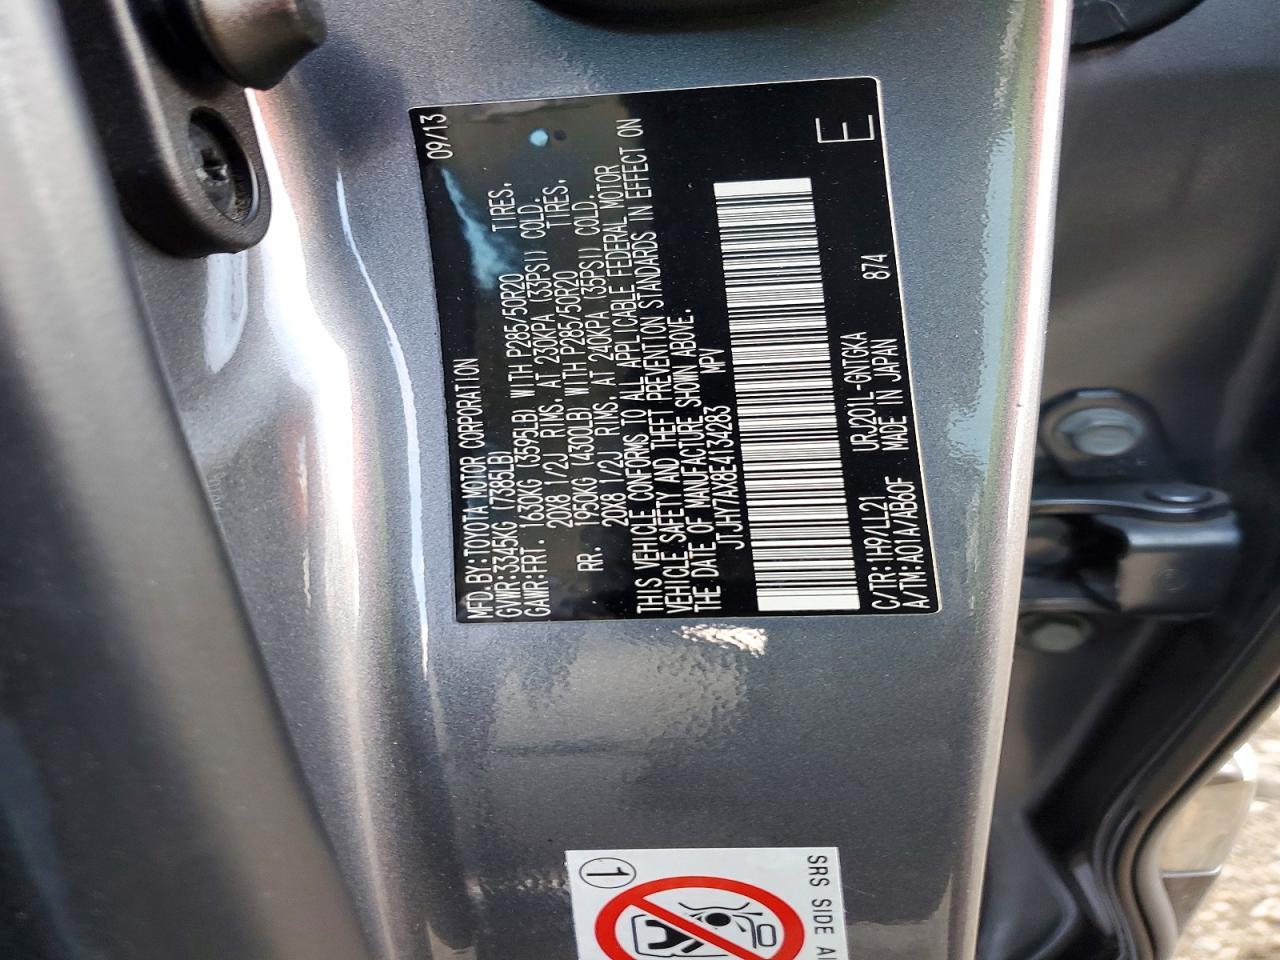 MFD. BY: TOYOTA MOTOR CORPORATION 09/13
GVWR: 3345KG (7385LB)
GAWR: FRT. 1630KG (3595LB) WITH P285/50R20 TIRES,
20X8 1/2J RIMS, AT 230KPA (33PSI) COLD.
RR. 1950KG (4300LB) WITH P285/50R20 TIRES,
20X8 1/2J RIMS, AT 240KPA (35PSI) COLD.
THIS VEHICLE CONFORMS TO ALL APPLICABLE FEDERAL MOTOR
VEHICLE SAFETY AND THEFT PREVENTION STANDARDS IN EFFECT ON
THE DATE OF MANUFACTURE SHOWN ABOVE.
JTJHY7AX8E4134283 MPV
E
C/TR: 1H9/LL21 URJ201L-GNTGKA 874
A/TM: A01A/AB60F MADE IN JAPAN
1
SRS SIDE